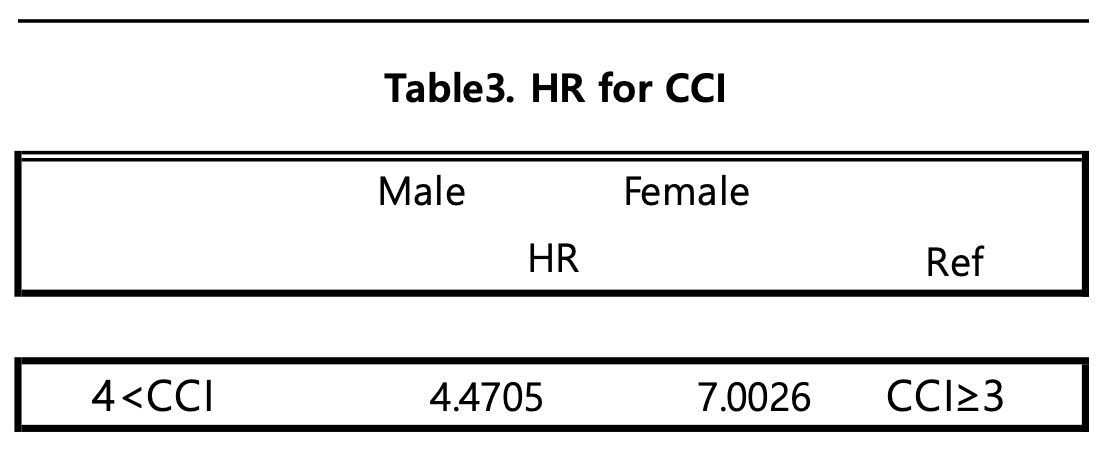 Table3. HR for CCI
Male Female
HR Ref
4<CCI 4.4705 7.0026 CCI≥3